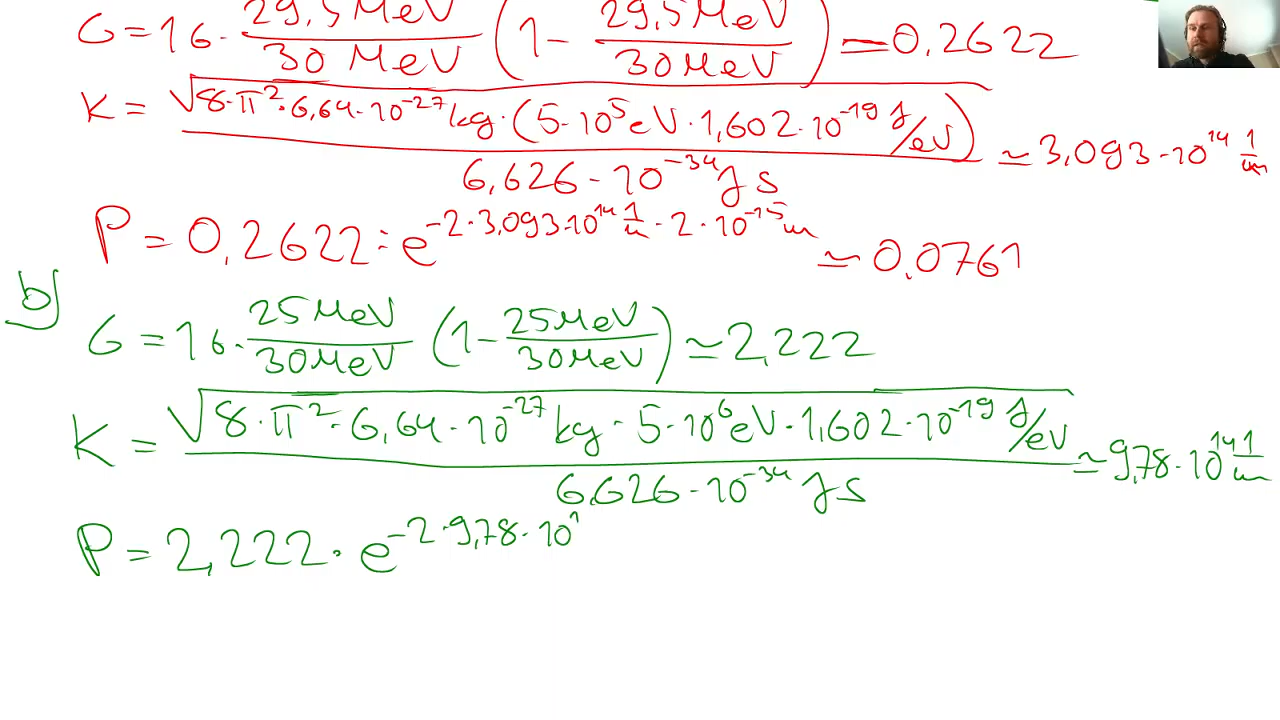 G = 16 · 29,5 MeV / 30 MeV (1 - 29,5 MeV / 30 MeV) ≃ 0,2622
K = √(8·π²·6,64·10⁻²⁷ kg·(5·10⁵ eV·1,602·10⁻¹⁹ J/eV)) / 6,626·10⁻³⁴ J s ≃ 3,093·10¹⁴ 1/m
P = 0,2622 · e^(-2·3,093·10¹⁴ 1/m · 2·10⁻¹⁵ m) ≃ 0,0761
b)
G = 16 · 25 MeV / 30 MeV (1 - 25 MeV / 30 MeV) ≃ 2,222
K = √(8·π²·6,64·10⁻²⁷ kg·5·10⁶ eV·1,602·10⁻¹⁹ J/eV) / 6,626·10⁻³⁴ J s ≃ 9,78·10¹⁴ 1/m
P = 2,222 · e^(-2·9,78·10¹